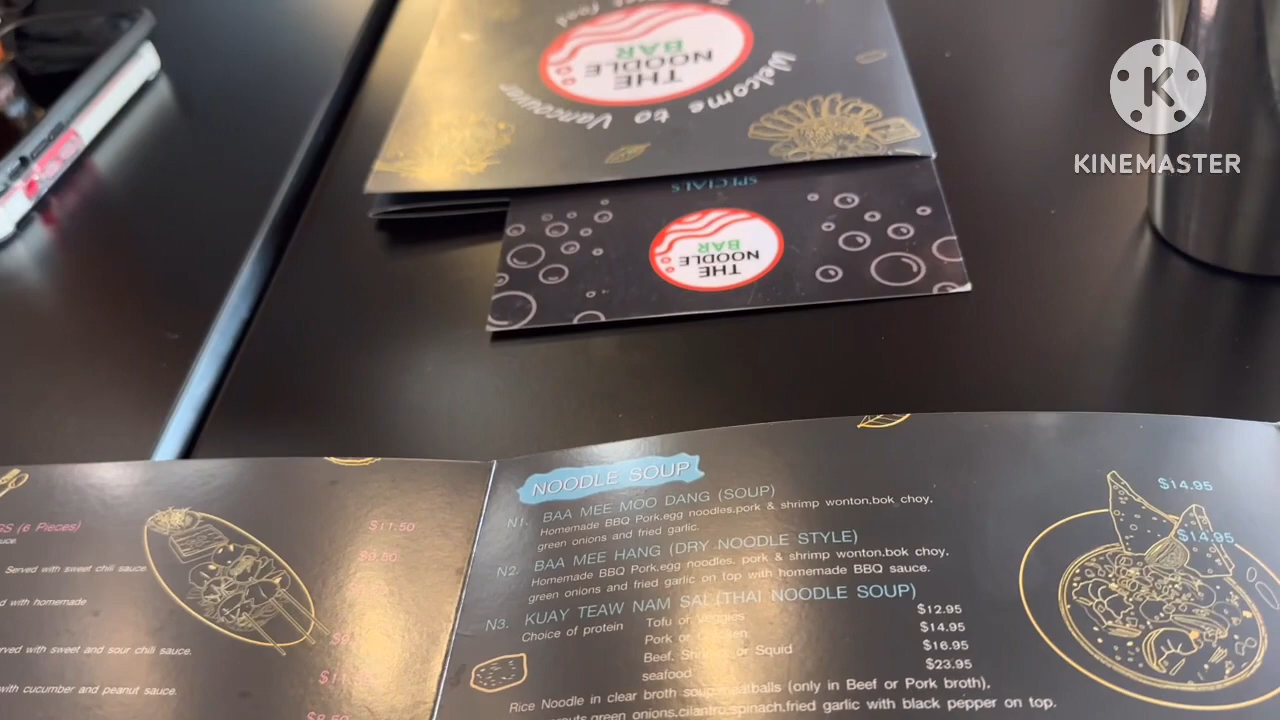 THE
NOODLE
BAR
Welcome to Vancouver
KINEMASTER
SPECIALS
THE
NOODLE
BAR
(6 Pieces)
$11.50
Served with sweet chili sauce.
with homemade
with sweet and sour chili sauce.
with cucumber and peanut sauce.
$8.50
NOODLE SOUP
N1. BAA MEE MOO DANG (SOUP) $14.95
Homemade BBQ Pork,egg noodles,pork & shrimp wonton,bok choy,
green onions and fried garlic.
N2. BAA MEE HANG (DRY NOODLE STYLE) $14.95
Homemade BBQ Pork,egg noodles, pork & shrimp wonton,bok choy,
green onions and fried garlic on top with homemade BBQ sauce.
N3. KUAY TEAW NAM SAI (THAI NOODLE SOUP)
Choice of protein Tofu or Veggies $12.95
Pork or Chicken $14.95
Beef, Shrimp or Squid $16.95
seafood $23.95
Rice Noodle in clear broth soup,meatballs (only in Beef or Pork broth),
green onions,cilantro,spinach,fried garlic with black pepper on top.